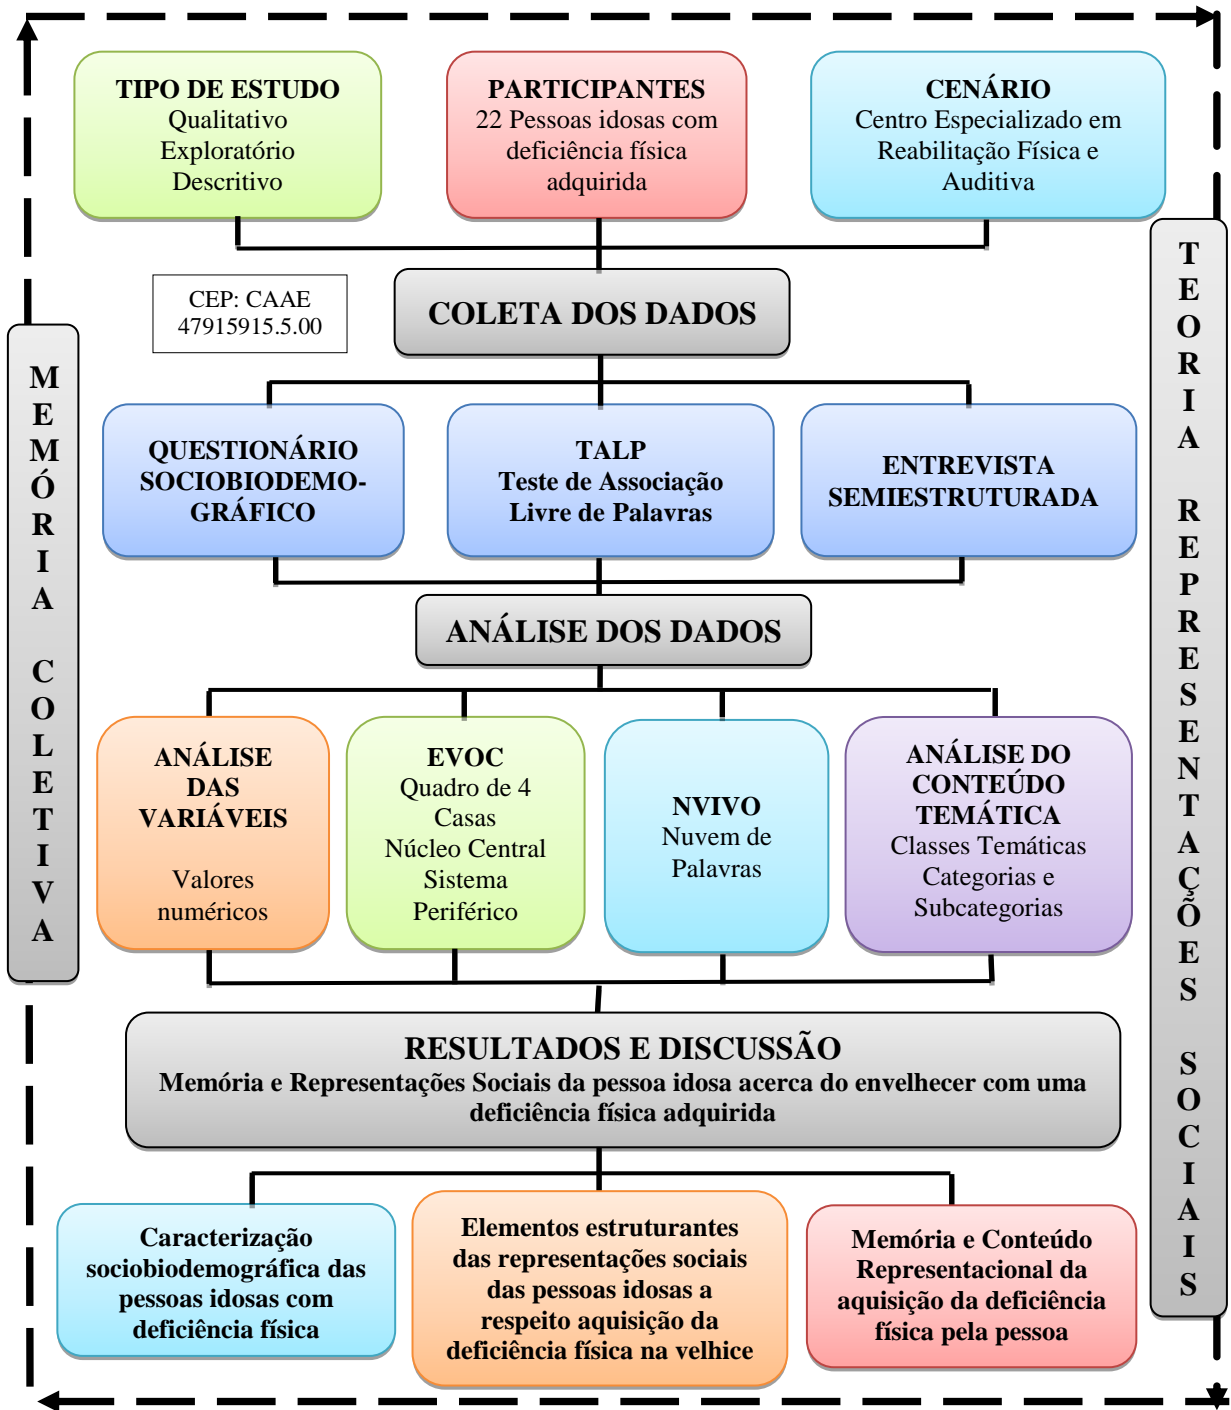 TIPO DE ESTUDO
Qualitativo
Exploratório
Descritivo
PARTICIPANTES
22 Pessoas idosas com
deficiência física
adquirida
CENÁRIO
Centro Especializado em
Reabilitação Física e
Auditiva
CEP: CAAE
47915915.5.00
COLETA DOS DADOS
MEMÓRIA COLETIVA
TEORIA REPRESENTAÇÕES SOCIAIS
QUESTIONÁRIO
SOCIOBIODEMO-
GRÁFICO
TALP
Teste de Associação
Livre de Palavras
ENTREVISTA
SEMIESTRUTURADA
ANÁLISE DOS DADOS
ANÁLISE
DAS
VARIÁVEIS
Valores
numéricos
EVOC
Quadro de 4
Casas
Núcleo Central
Sistema
Periférico
NVIVO
Nuvem de
Palavras
ANÁLISE DO
CONTEÚDO
TEMÁTICA
Classes Temáticas
Categorias e
Subcategorias
RESULTADOS E DISCUSSÃO
Memória e Representações Sociais da pessoa idosa acerca do envelhecer com uma
deficiência física adquirida
Caracterização
sociobiodemográfica das
pessoas idosas com
deficiência física
Elementos estruturantes
das representações sociais
das pessoas idosas a
respeito aquisição da
deficiência física na velhice
Memória e Conteúdo
Representacional da
aquisição da deficiência
física pela pessoa